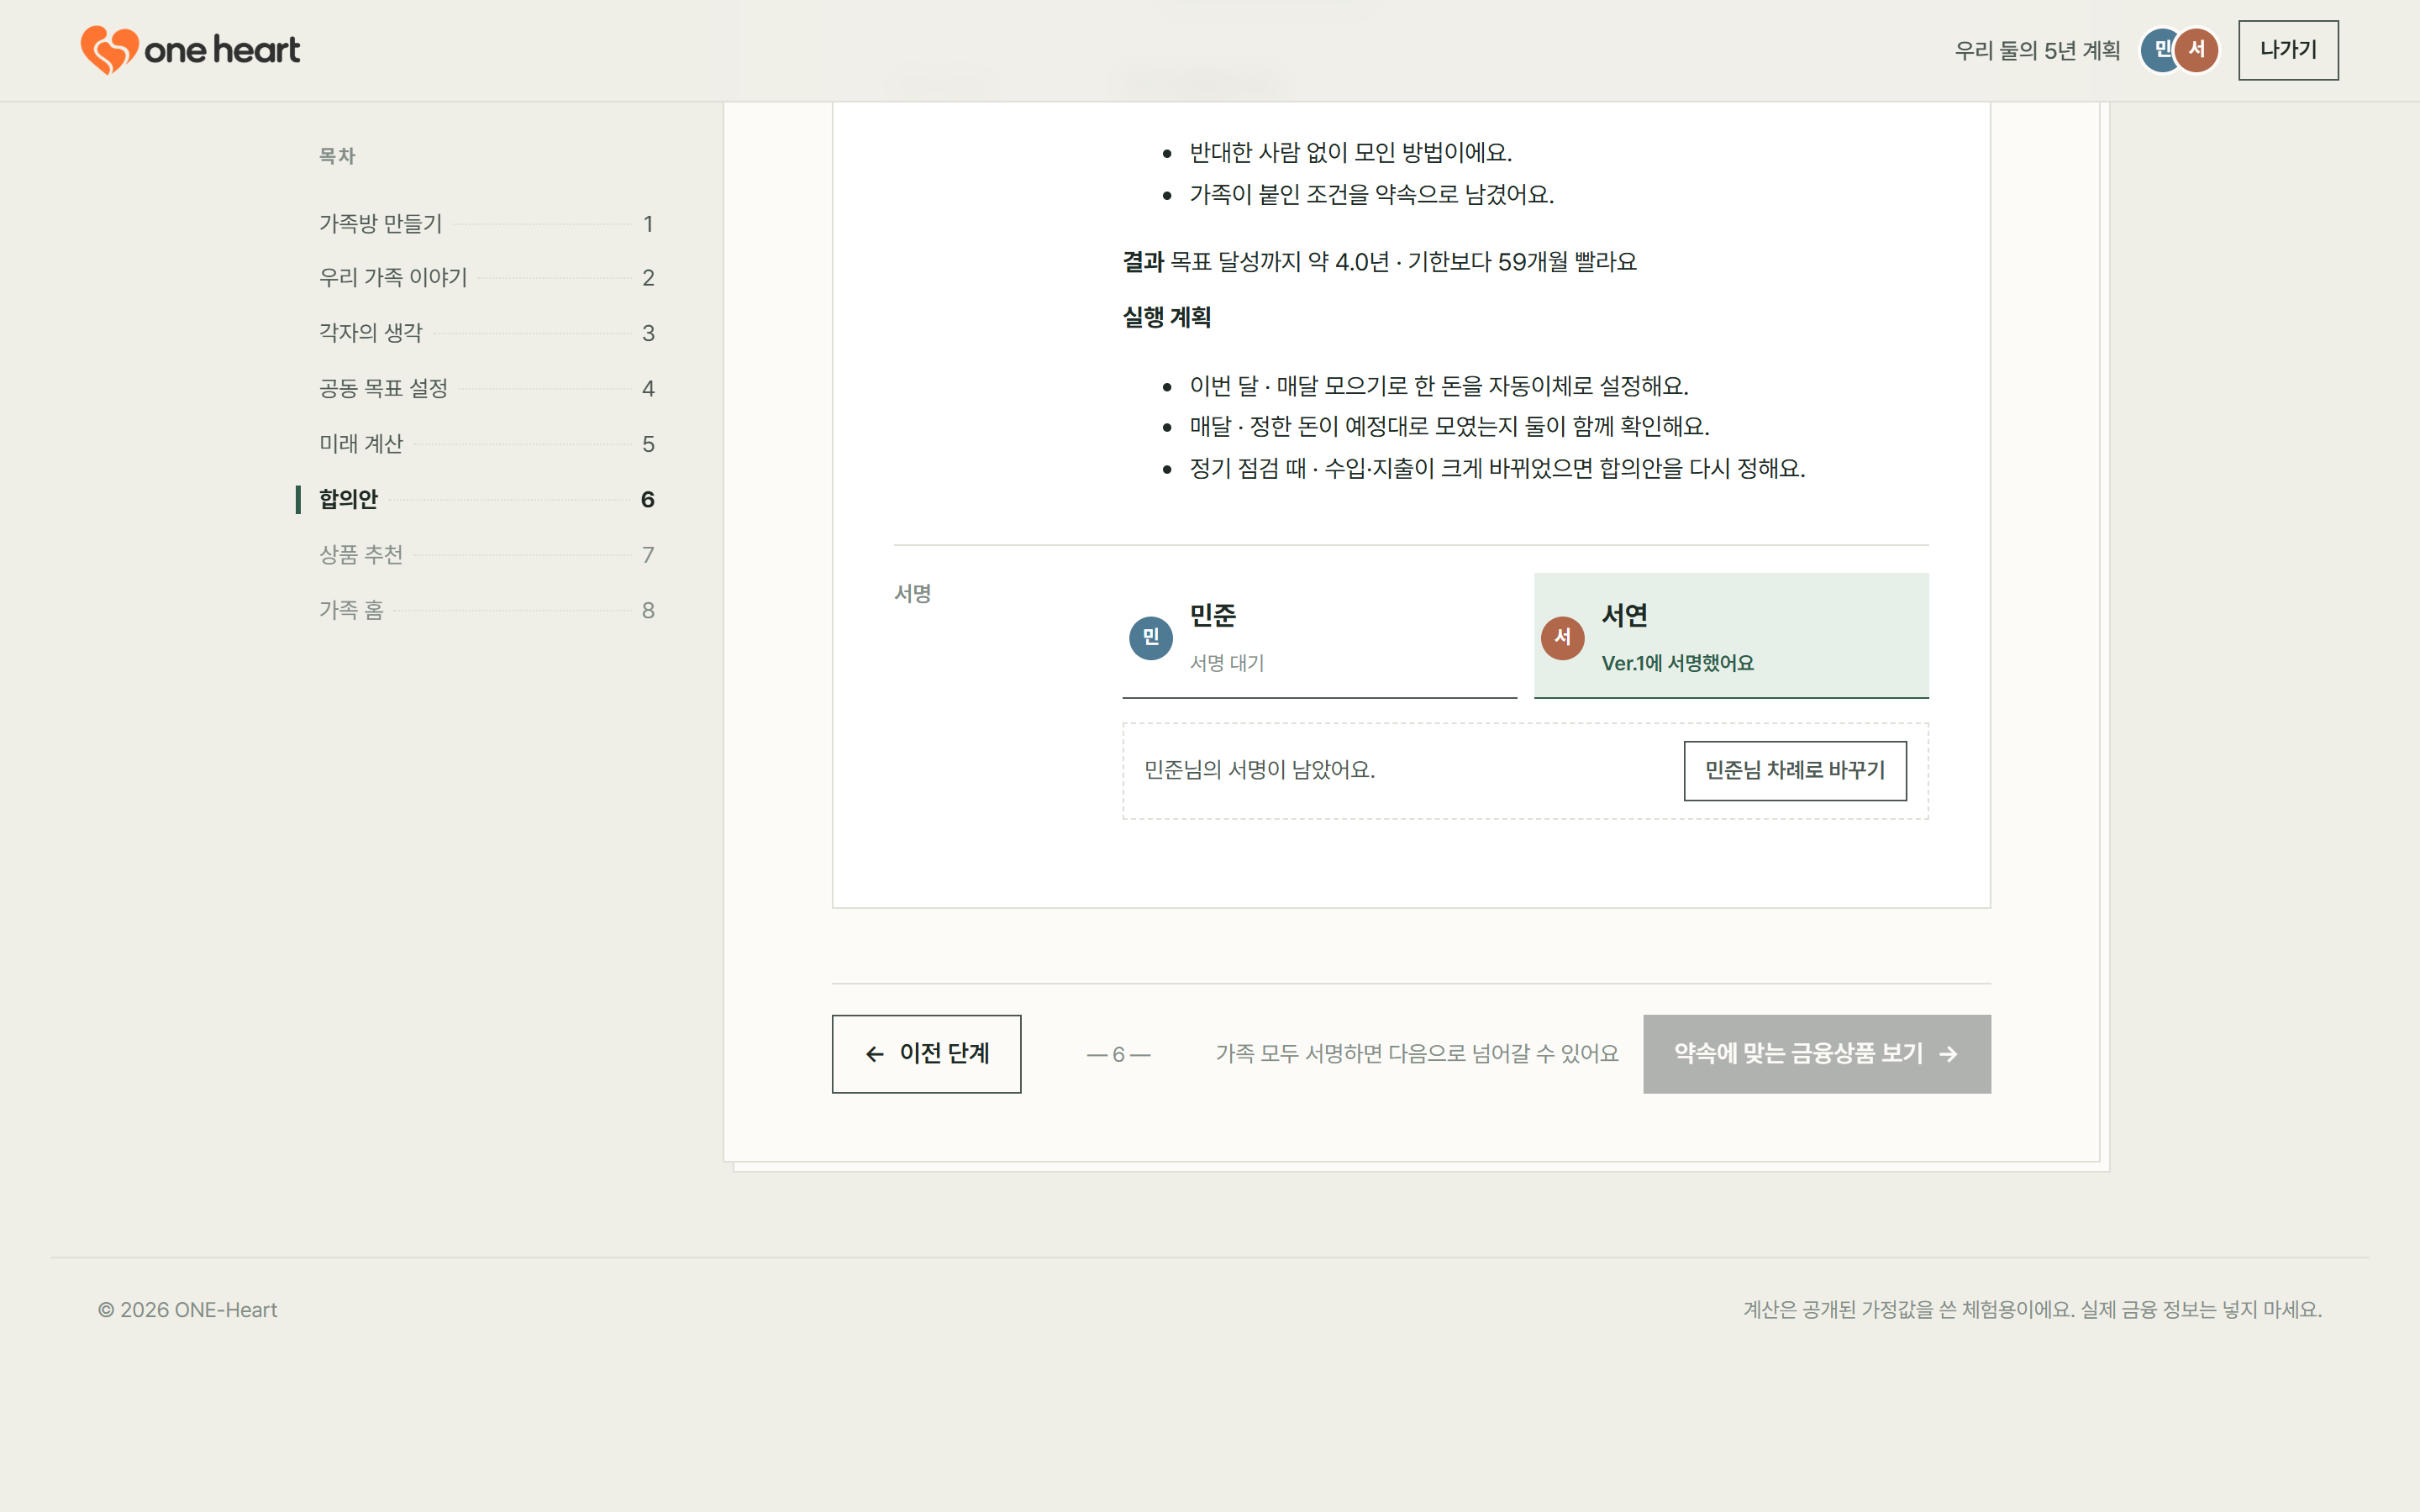 one heart
우리 둘의 5년 계획
민
서
나가기
목차
가족방 만들기 1
우리 가족 이야기 2
각자의 생각 3
공동 목표 설정 4
미래 계산 5
합의안 6
상품 추천 7
가족 홈 8
• 반대한 사람 없이 모인 방법이에요.
• 가족이 붙인 조건을 약속으로 남겼어요.
결과 목표 달성까지 약 4.0년 · 기한보다 59개월 빨라요
실행 계획
• 이번 달 · 매달 모으기로 한 돈을 자동이체로 설정해요.
• 매달 · 정한 돈이 예정대로 모였는지 둘이 함께 확인해요.
• 정기 점검 때 · 수입·지출이 크게 바뀌었으면 합의안을 다시 정해요.
서명
민
민준
서명 대기
서
서연
Ver.1에 서명했어요
민준님의 서명이 남았어요.
민준님 차례로 바꾸기
← 이전 단계
— 6 —
가족 모두 서명하면 다음으로 넘어갈 수 있어요
약속에 맞는 금융상품 보기 →
© 2026 ONE-Heart
계산은 공개된 가정값을 쓴 체험용이에요. 실제 금융 정보는 넣지 마세요.